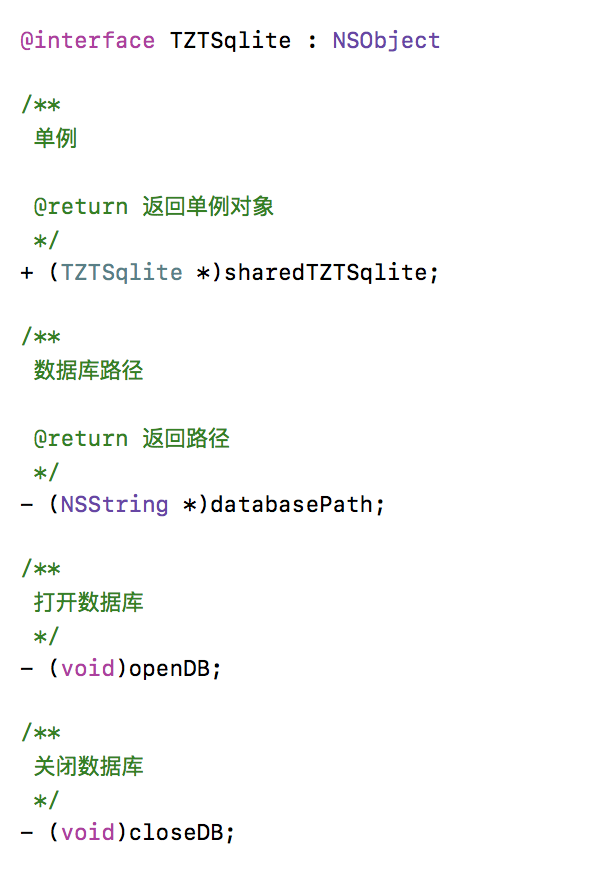 @interface TZTSqlite : NSObject
/**
单例
@return 返回单例对象
*/
+ (TZTSqlite *)sharedTZTSqlite;
/**
数据库路径
@return 返回路径
*/
- (NSString *)databasePath;
/**
打开数据库
*/
- (void)openDB;
/**
关闭数据库
*/
- (void)closeDB;